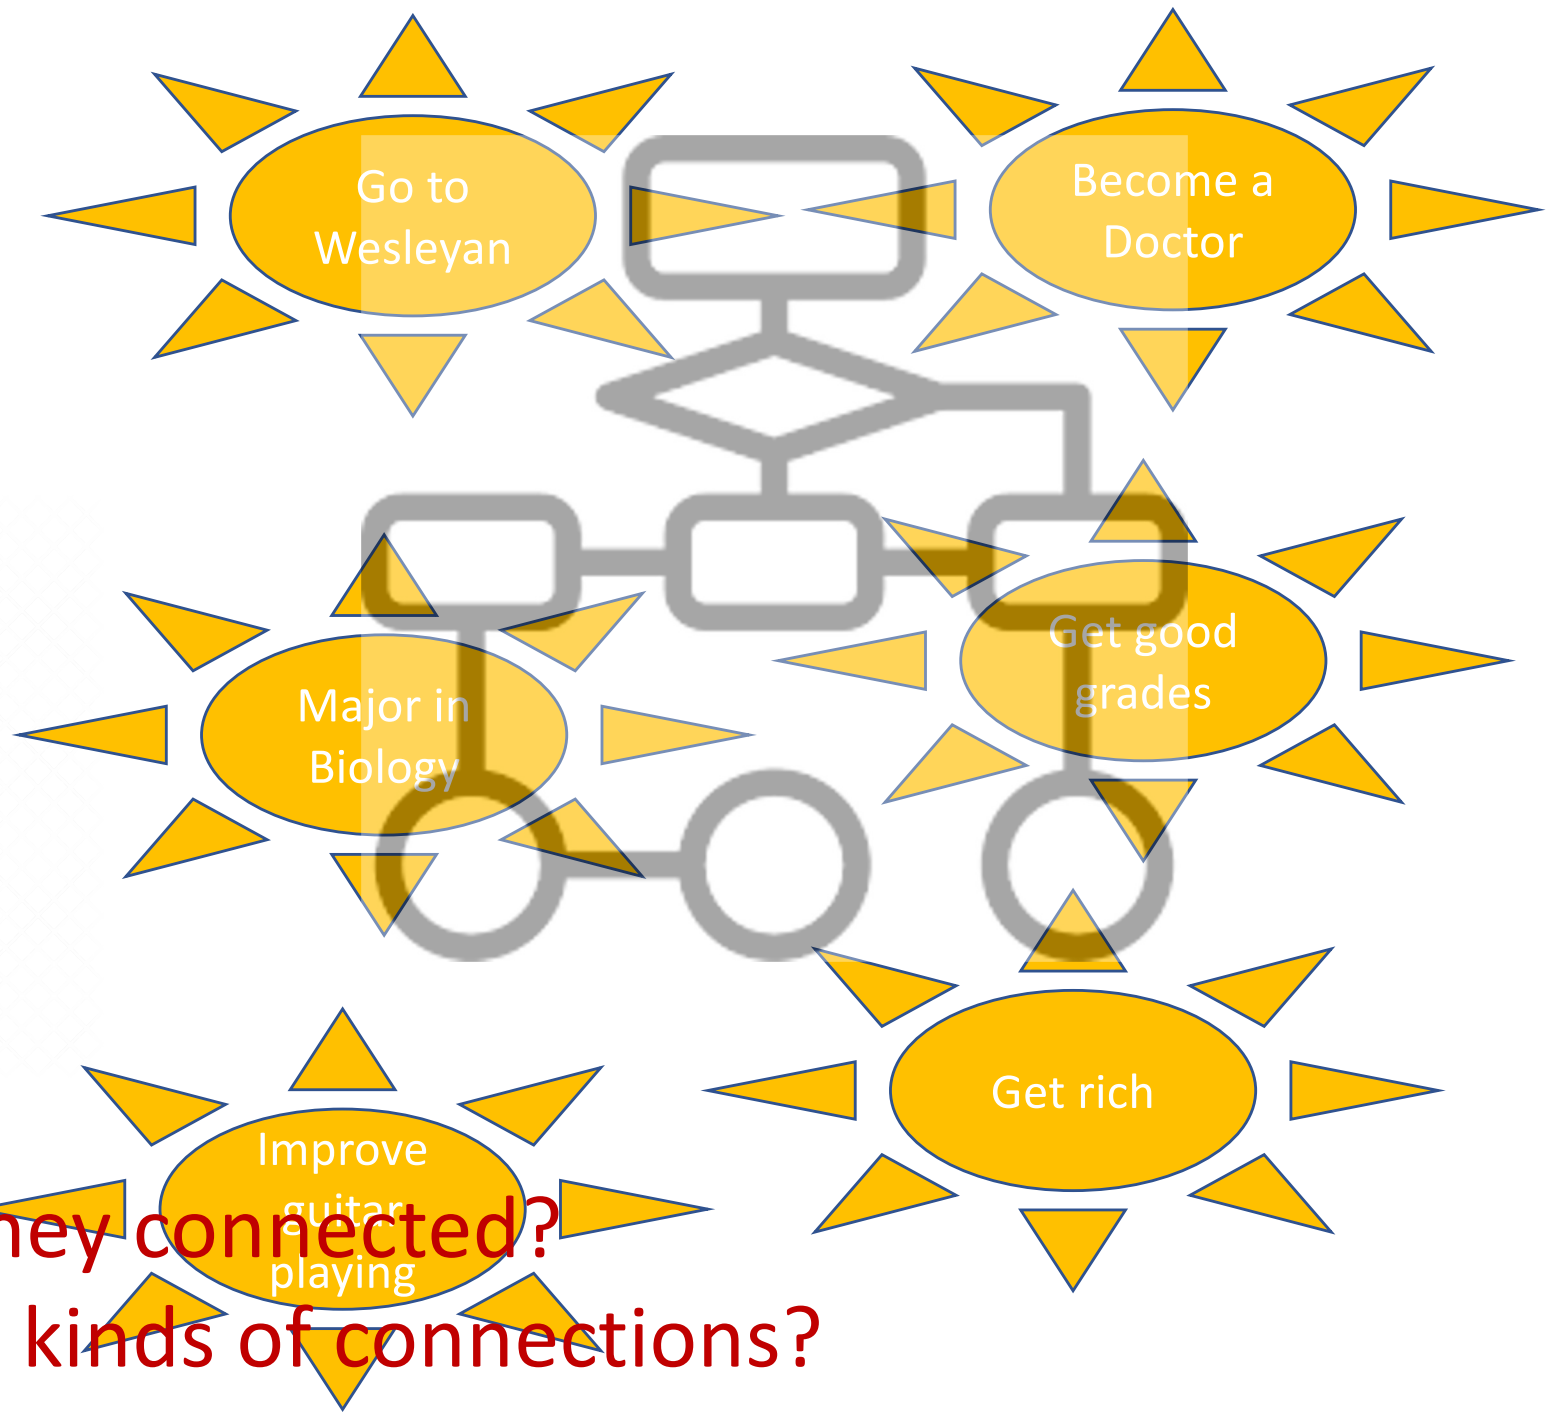 Go to
Wesleyan
Become a
Doctor
Major in
Biology
Get good
grades
Get rich
Improve
guitar
playing
connected?
kinds of connections?